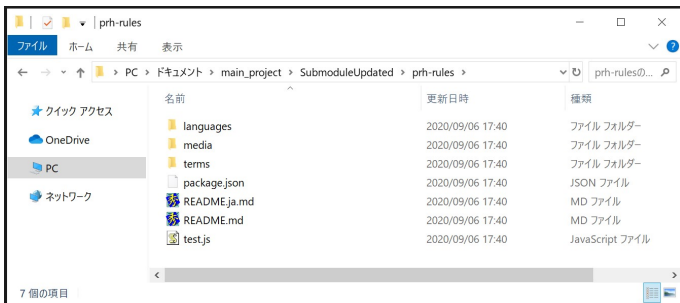 prh-rules
ファイル ホーム 共有 表示
PC > ドキュメント > main_project > SubmoduleUpdated > prh-rules > prh-rulesの...
名前 更新日時 種類
クイック アクセス
OneDrive
PC
ネットワーク
languages 2020/09/06 17:40 ファイル フォルダー
media 2020/09/06 17:40 ファイル フォルダー
terms 2020/09/06 17:40 ファイル フォルダー
package.json 2020/09/06 17:40 JSON ファイル
README.ja.md 2020/09/06 17:40 MD ファイル
README.md 2020/09/06 17:40 MD ファイル
test.js 2020/09/06 17:40 JavaScript ファイル
7 個の項目